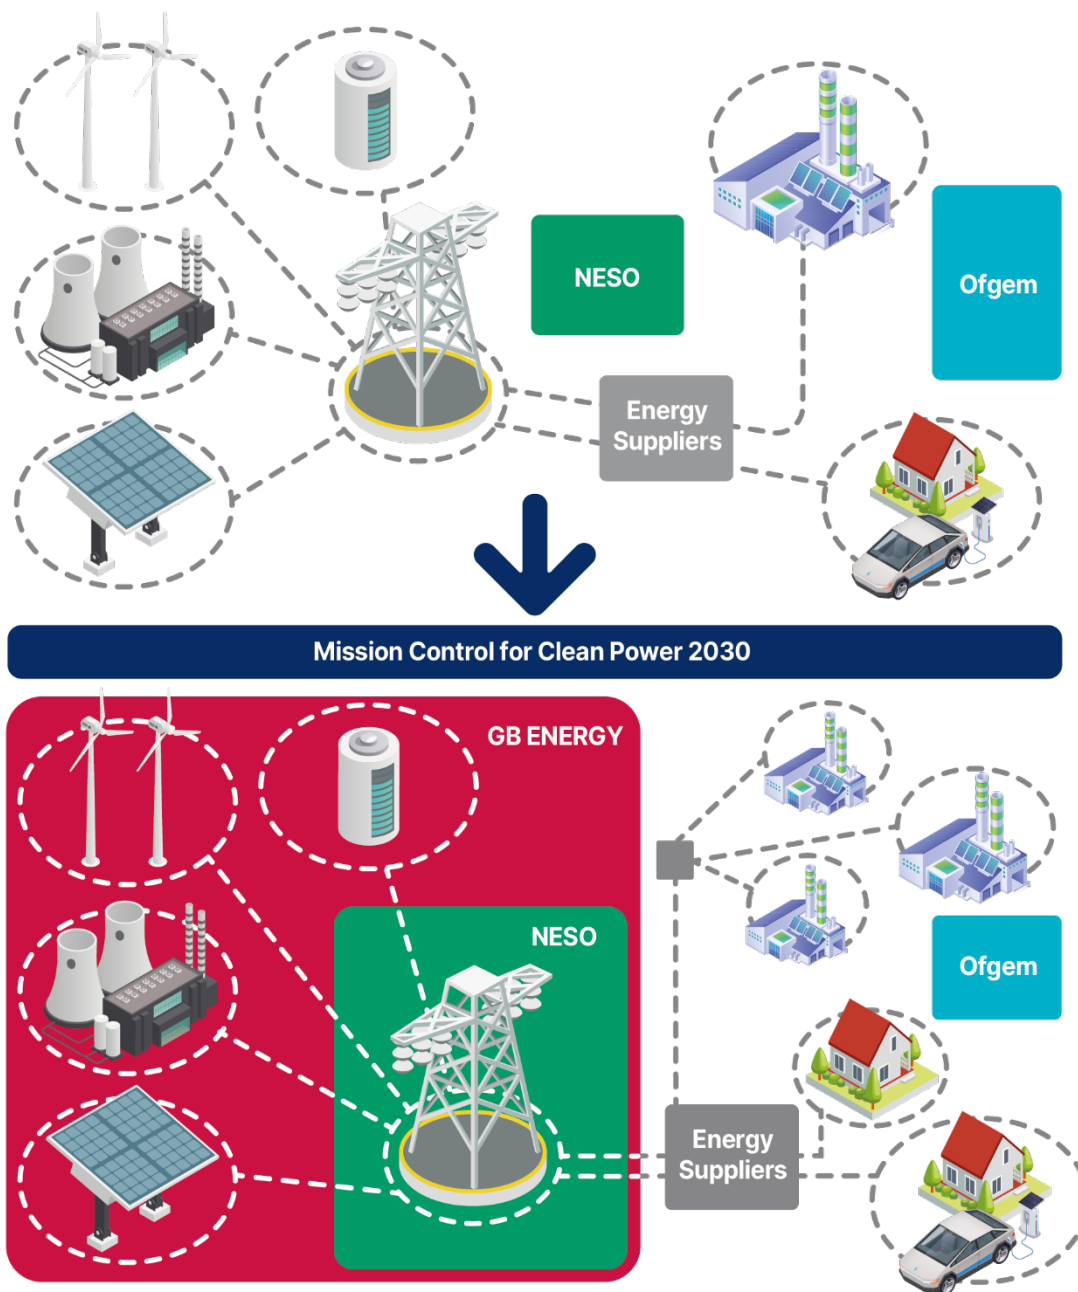 NESO
Ofgem
Energy
Suppliers
Mission Control for Clean Power 2030
GB ENERGY
NESO
Ofgem
Energy
Suppliers